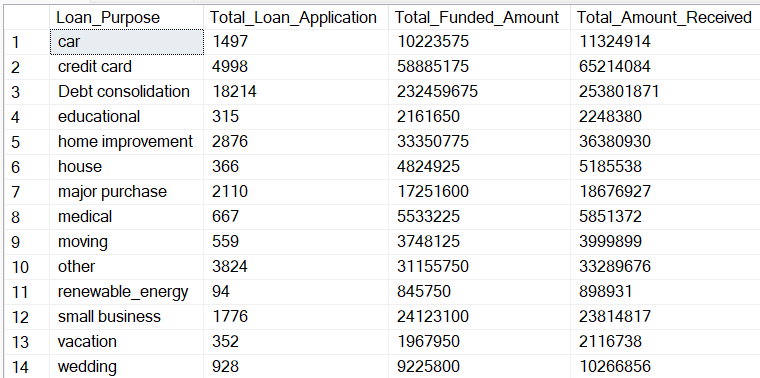 Loan_Purpose Total_Loan_Application Total_Funded_Amount Total_Amount_Received
1 car 1497 10223575 11324914
2 credit card 4998 58885175 65214084
3 Debt consolidation 18214 232459675 253801871
4 educational 315 2161650 2248380
5 home improvement 2876 33350775 36380930
6 house 366 4824925 5185538
7 major purchase 2110 17251600 18676927
8 medical 667 5533225 5851372
9 moving 559 3748125 3999899
10 other 3824 31155750 33289676
11 renewable_energy 94 845750 898931
12 small business 1776 24123100 23814817
13 vacation 352 1967950 2116738
14 wedding 928 9225800 10266856